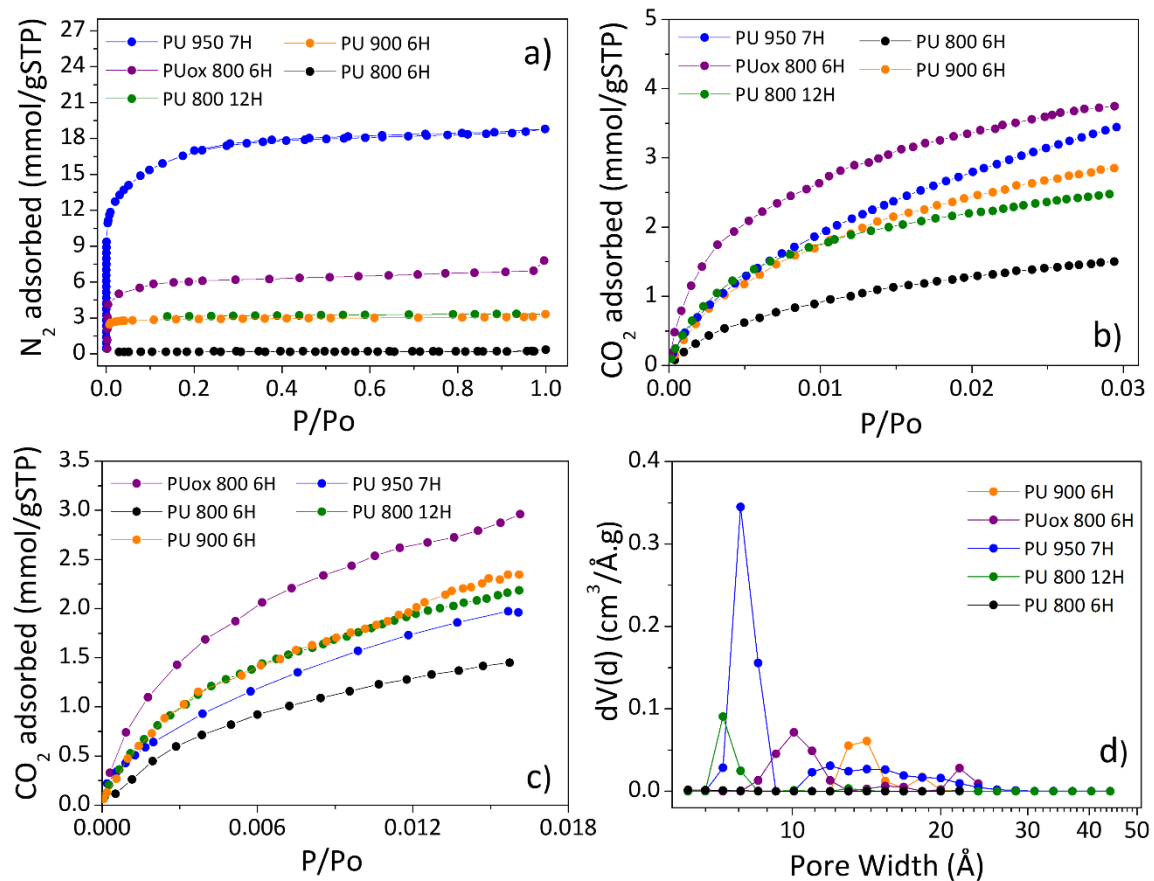 N2 adsorbed (mmol/gSTP)
27
24
21
18
15
12
9
6
3
0
PU 950 7H
PU 900 6H
PUox 800 6H
PU 800 6H
PU 800 12H
a)
0.0
0.2
0.4
0.6
0.8
1.0
P/Po
CO2 adsorbed (mmol/gSTP)
5
4
3
2
1
0
PU 950 7H
PU 800 6H
PUox 800 6H
PU 900 6H
PU 800 12H
b)
0.00
0.01
0.02
0.03
P/Po
CO2 adsorbed (mmol/gSTP)
3.5
3.0
2.5
2.0
1.5
1.0
0.5
0.0
PUox 800 6H
PU 950 7H
PU 800 6H
PU 800 12H
PU 900 6H
c)
0.000
0.006
0.012
0.018
P/Po
dV(d) (cm3/Å.g)
0.4
0.3
0.2
0.1
0.0
PU 900 6H
PUox 800 6H
PU 950 7H
PU 800 12H
PU 800 6H
d)
10
20
30
40
50
Pore Width (Å)